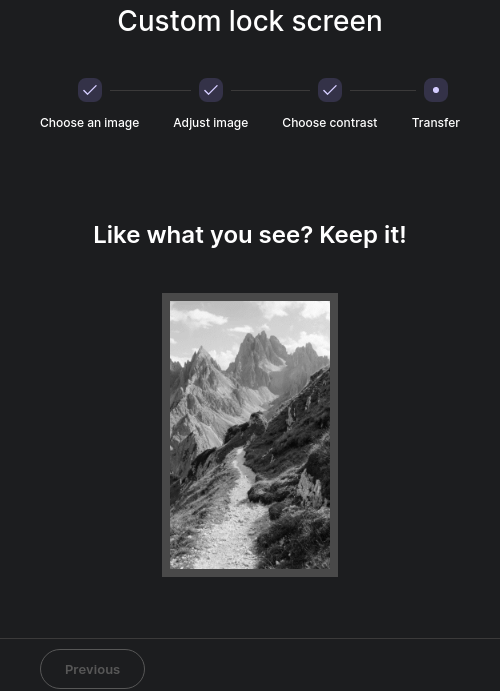 Custom lock screen
Choose an image
Adjust image
Choose contrast
Transfer
Like what you see? Keep it!
Previous